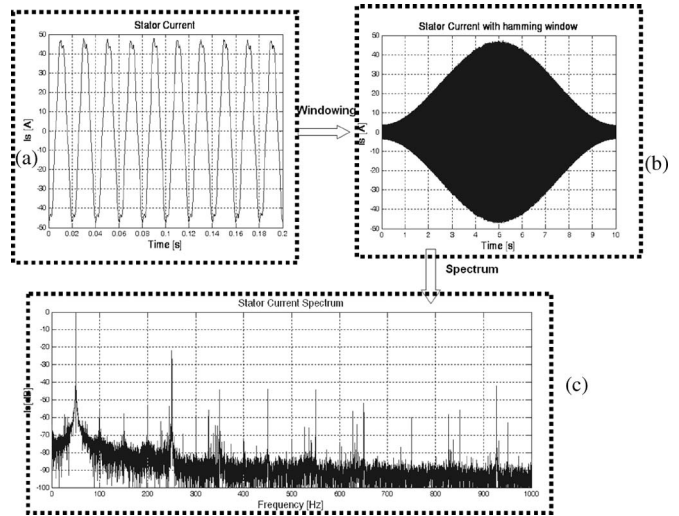 Stator Current
50
40
30
20
10
0
-10
-20
-30
-40
-50
Is [A]
0 0.02 0.04 0.06 0.08 0.1 0.12 0.14 0.16 0.18 0.2
Time [s]
(a)
Windowing
Stator Current with hamming window
50
40
30
20
10
0
-10
-20
-30
-40
-50
Is [A]
0 1 2 3 4 5 6 7 8 9 10
Time [s]
(b)
Spectrum
Stator Current Spectrum
0
-10
-20
-30
-40
-50
-60
-70
-80
-90
-100
Is[dB]
0 100 200 300 400 500 600 700 800 900 1000
Frequency [Hz]
(c)